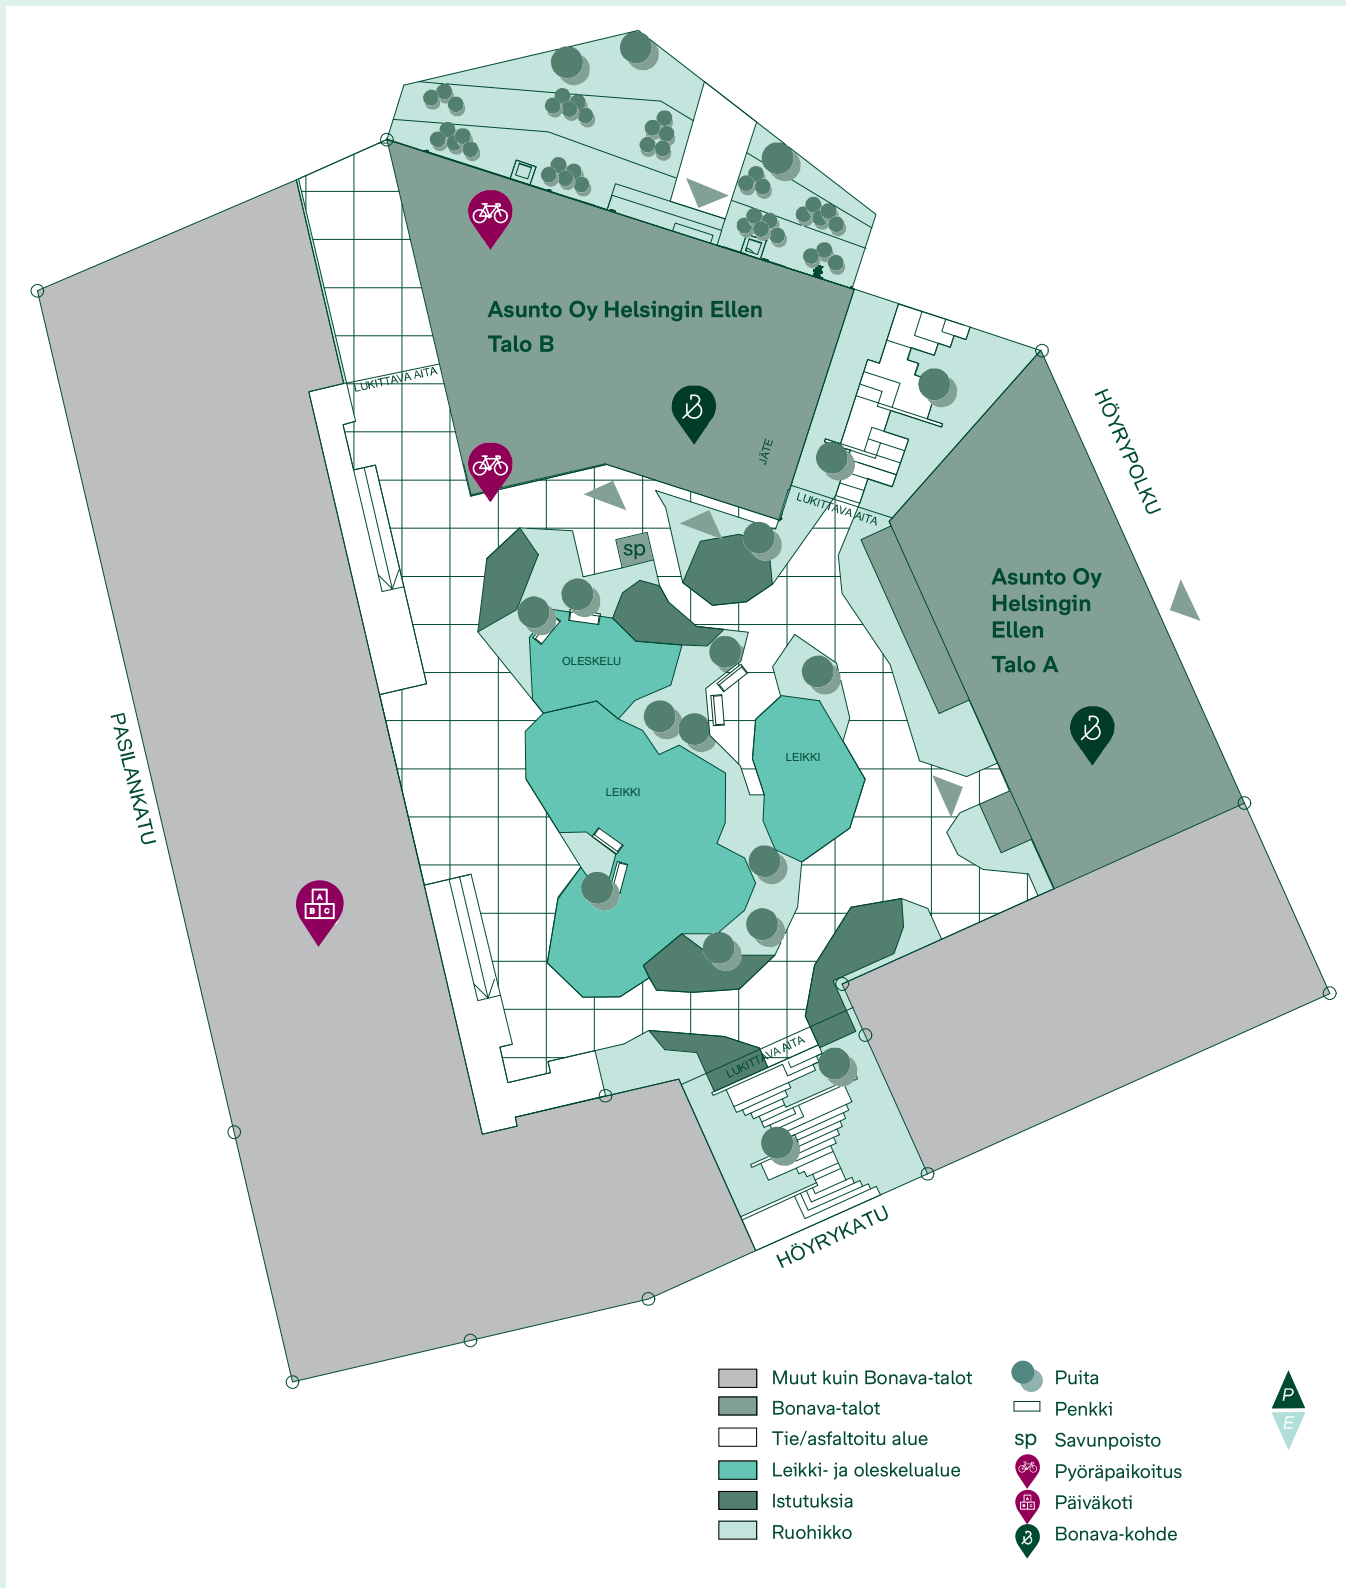 Asunto Oy Helsingin Ellen
Talo B
LUKITTAVA AITA
JÄTE
HÖYRYPOLKU
LUKITTAVA AITA
sp
Asunto Oy
Helsingin
Ellen
Talo A
OLESKELU
PASILANKATU
LEIKKI
LEIKKI
A
B C
LUKITTAVA AITA
HÖYRYKATU
Muut kuin Bonava-talot
Bonava-talot
Tie/asfaltoitu alue
Leikki- ja oleskelualue
Istutuksia
Ruohikko
Puita
Penkki
sp Savunpoisto
Pyöräpaikoitus
Päiväkoti
Bonava-kohde
P
E